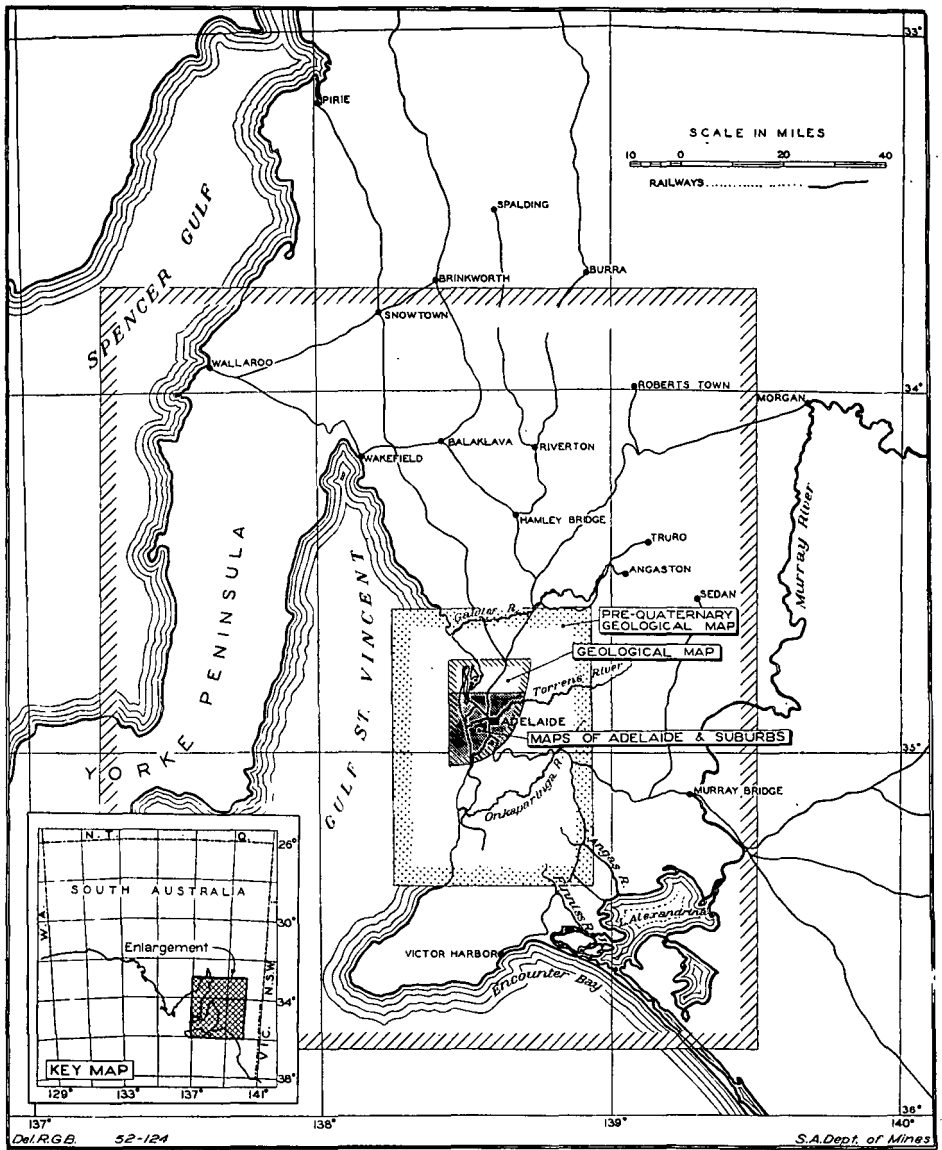 33°
PIRIE
SCALE IN MILES
10 0 20 40
RAILWAYS
SPENCER GULF
SPALDING
BRINKWORTH
BURRA
SNOWTOWN
WALLAROO
34°
ROBERTS TOWN
MORGAN
BALAKLAVA
RIVERTON
WAKEFIELD
HAMLEY BRIDGE
Murray River
TRURO
ANGASTON
SEDAN
YORKE PENINSULA
GULF ST. VINCENT
Gawler R.
PRE-QUATERNARY
GEOLOGICAL MAP
GEOLOGICAL MAP
Torrens River
ADELAIDE
MAPS OF ADELAIDE & SUBURBS
35°
MURRAY BRIDGE
Onkaparinga R.
Angas R.
Finniss R.
L. Alexandrina
VICTOR HARBOR
Encounter Bay
N.T. Q.
26°
SOUTH AUSTRALIA
W.A.
30°
Enlargement
N.S.W.
34°
VIC.
KEY MAP
38°
129° 133° 137° 141°
36°
137° 138° 139° 140°
Del. R.G.B. 52-124
S.A. Dept. of Mines